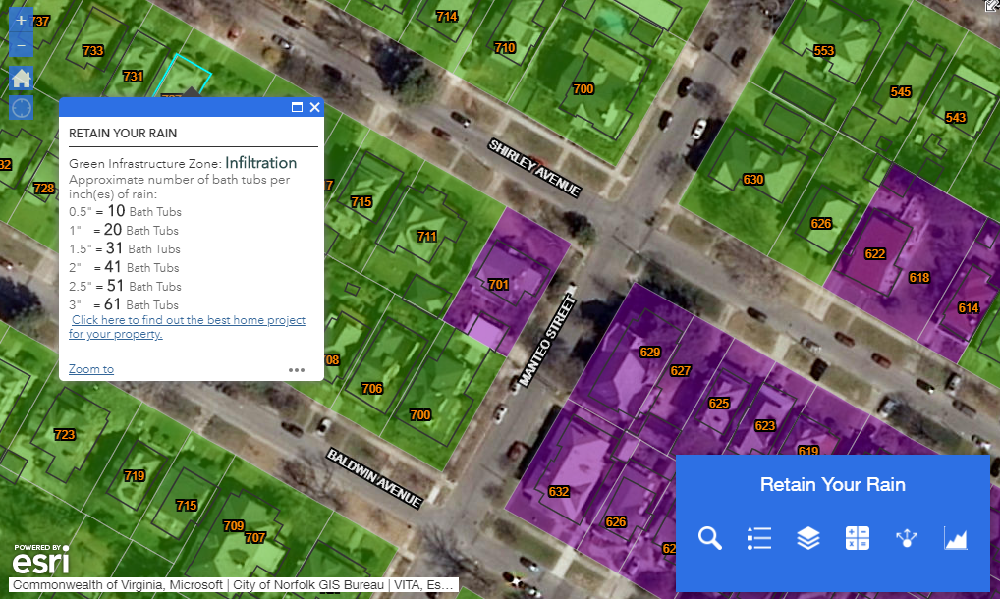 714
737
733
710
553
731
700
545
543
RETAIN YOUR RAIN
Green Infrastructure Zone: Infiltration
Approximate number of bath tubs per
inch(es) of rain:
0.5" = 10 Bath Tubs
1" = 20 Bath Tubs
1.5" = 31 Bath Tubs
2" = 41 Bath Tubs
2.5" = 51 Bath Tubs
3" = 61 Bath Tubs
Click here to find out the best home project
for your property.
Zoom to
SHIRLEY AVENUE
728
715
630
711
626
622
618
701
614
MANTEO STREET
629
627
706
625
700
623
619
723
BALDWIN AVENUE
719
632
715
626
709
707
Retain Your Rain
POWERED BY
esri
Commonwealth of Virginia, Microsoft | City of Norfolk GIS Bureau | VITA, Es...